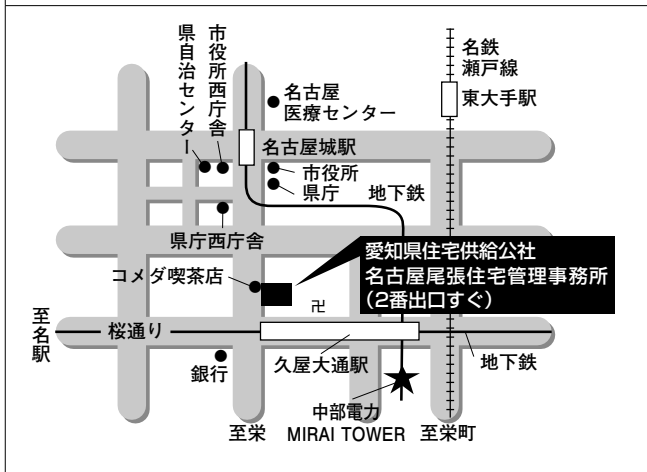 市役所西庁舎
県自治センター
名古屋
医療センター
名鉄
瀬戸線
東大手駅
名古屋城駅
市役所
県庁
地下鉄
県庁西庁舎
コメダ喫茶店
愛知県住宅供給公社
名古屋尾張住宅管理事務所
（2番出口すぐ）
卍
至名駅
桜通り
久屋大通駅
地下鉄
銀行
中部電力
MIRAI TOWER
至栄
至栄町